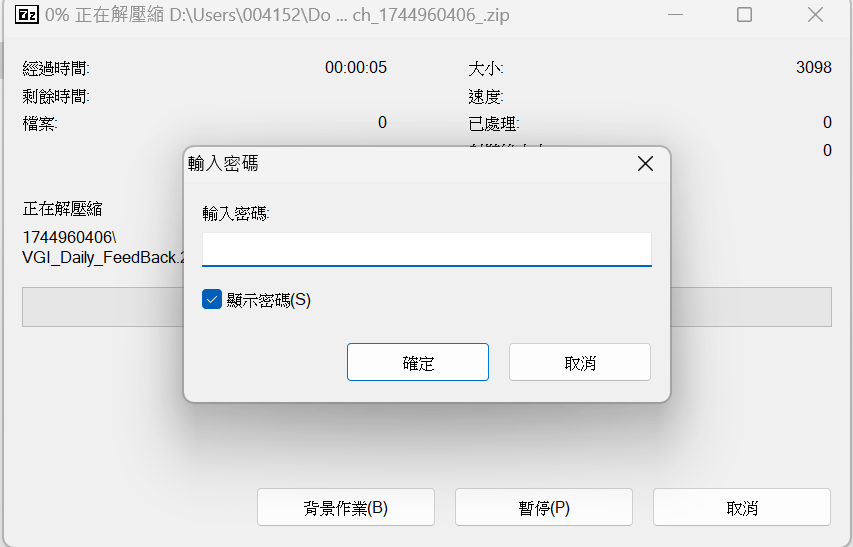 7z 0% 正在解壓縮 D:\Users\004152\Do ... ch_1744960406_.zip
經過時間: 00:00:05 大小: 3098
剩餘時間: 速度:
檔案: 0 已處理: 0
0
輸入密碼
正在解壓縮
輸入密碼:
1744960406\
VGI_Daily_FeedBack.2
顯示密碼(S)
確定 取消
背景作業(B) 暫停(P) 取消